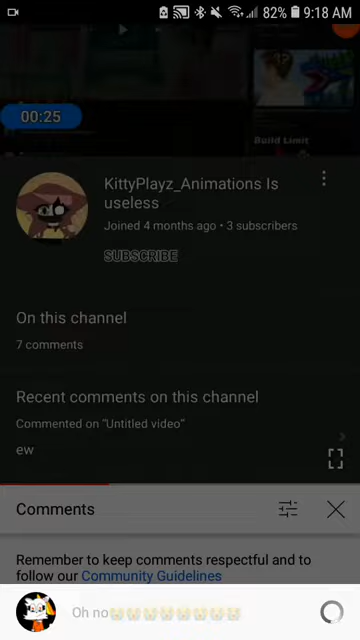 82% 9:18 AM
00:25
Build Limit
KittyPlayz_Animations Is
useless
Joined 4 months ago • 3 subscribers
SUBSCRIBE
On this channel
7 comments
Recent comments on this channel
Commented on “Untitled video”
ew
Comments
Remember to keep comments respectful and to
follow our Community Guidelines
Oh no😭😭😭😭😭😭😭😭